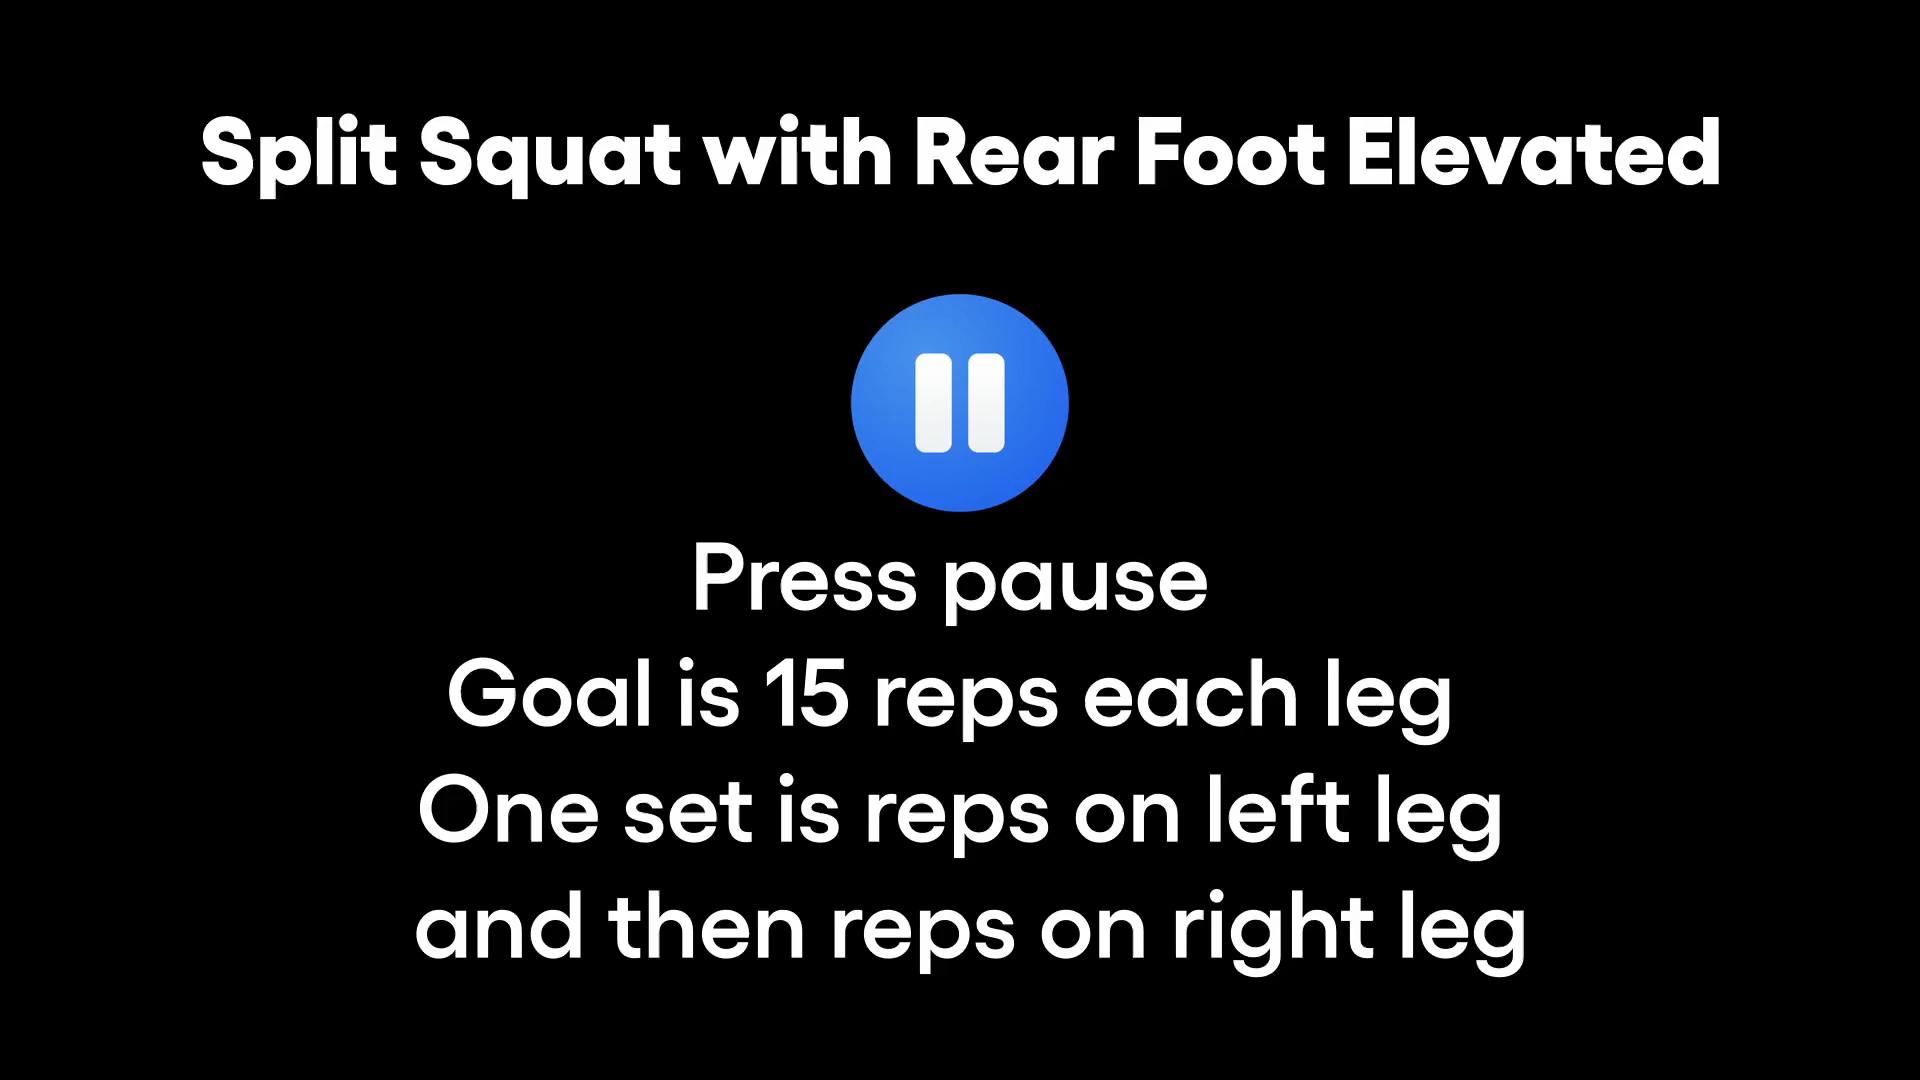 Split Squat with Rear Foot Elevated
Press pause
Goal is 15 reps each leg
One set is reps on left leg
and then reps on right leg